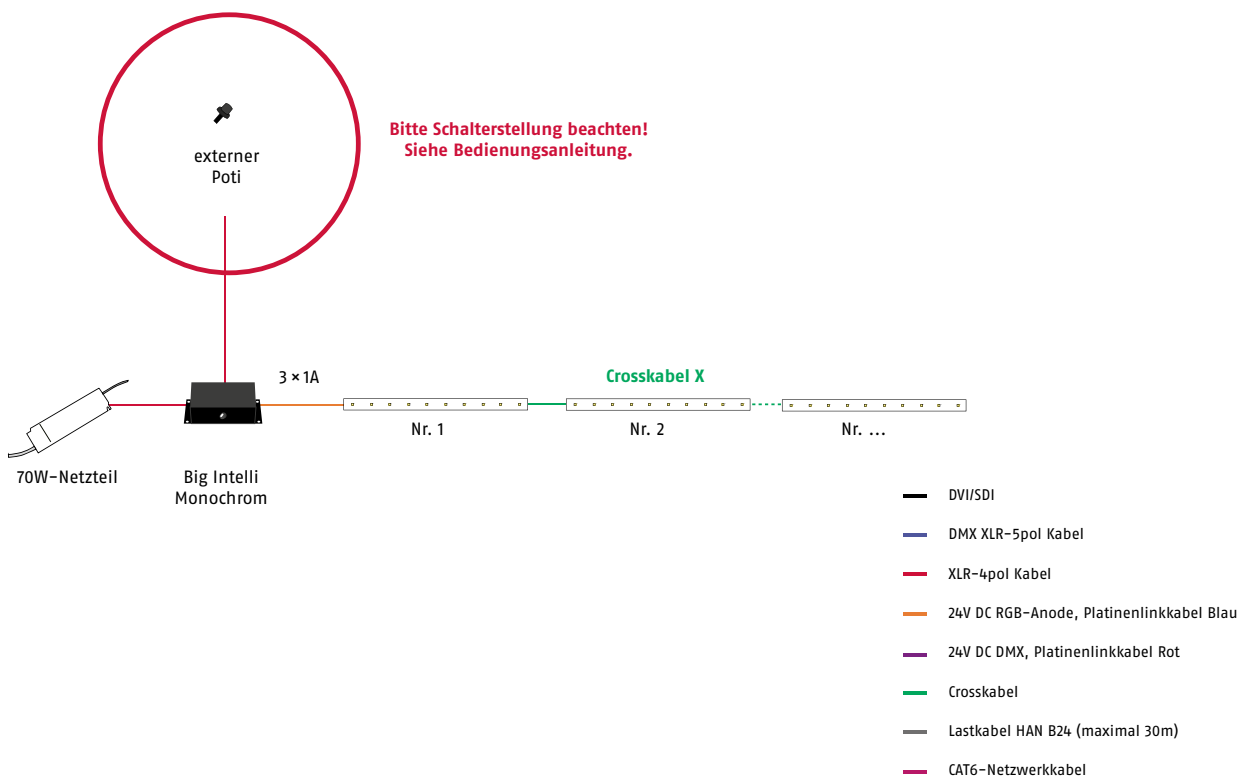 externer
Poti
Bitte Schalterstellung beachten!
Siehe Bedienungsanleitung.
3 × 1A
Crosskabel X
Nr. 1
Nr. 2
Nr. ...
70W-Netzteil
Big Intelli
Monochrom
DVI/SDI
DMX XLR-5pol Kabel
XLR-4pol Kabel
24V DC RGB-Anode, Platinenlinkkabel Blau
24V DC DMX, Platinenlinkkabel Rot
Crosskabel
Lastkabel HAN B24 (maximal 30m)
CAT6-Netzwerkkabel